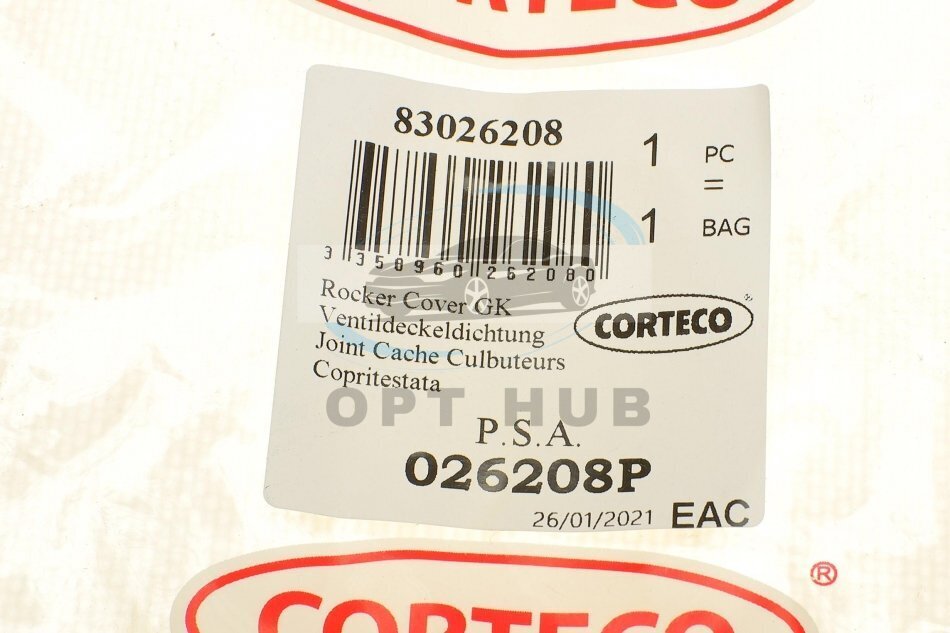 CORTECO
83026208
1 PC
=
1 BAG
3 358960 262080
Rocker Cover GK
Ventildeckeldichtung
Joint Cache Culbuteurs
Copritestata
CORTECO
OPT HUB
P.S.A.
026208P
26/01/2021 EAC
®
CORTECO